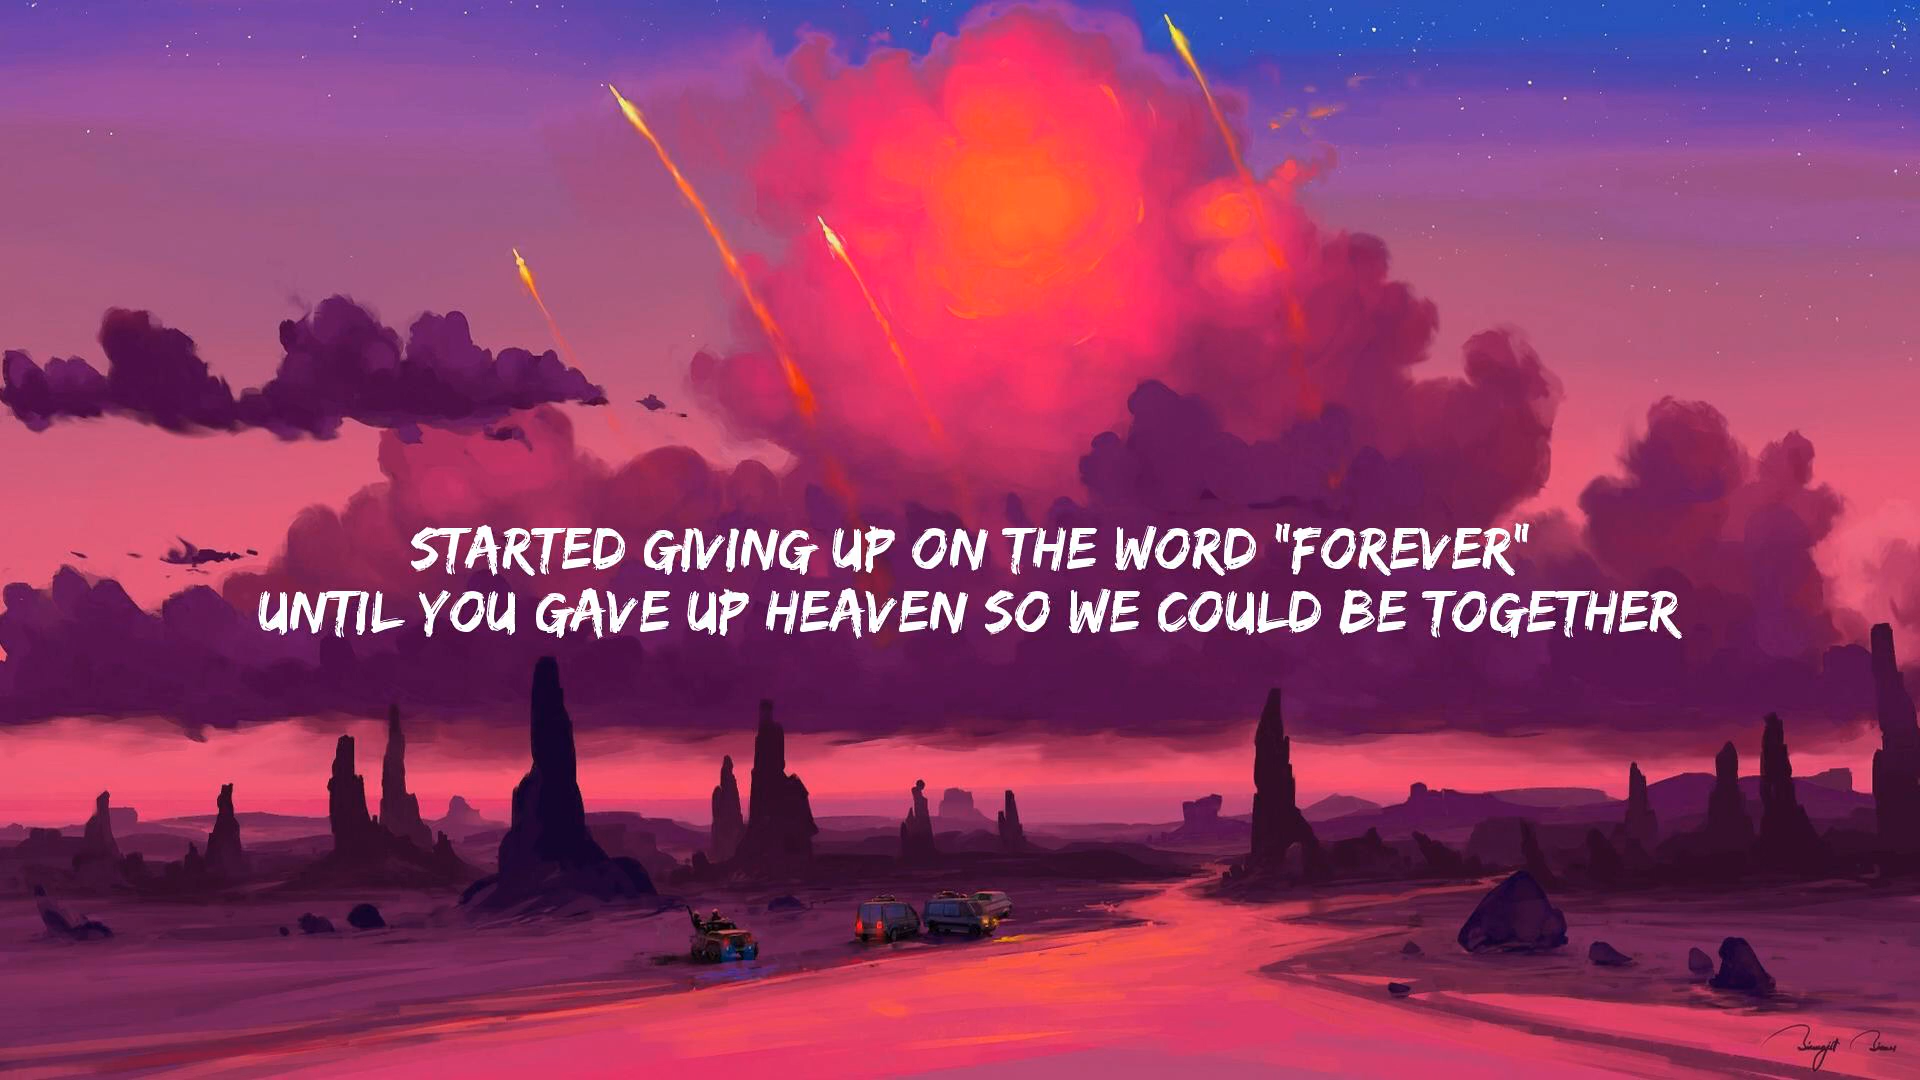 STARTED GIVING UP ON THE WORD "FOREVER"
UNTIL YOU GAVE UP HEAVEN SO WE COULD BE TOGETHER